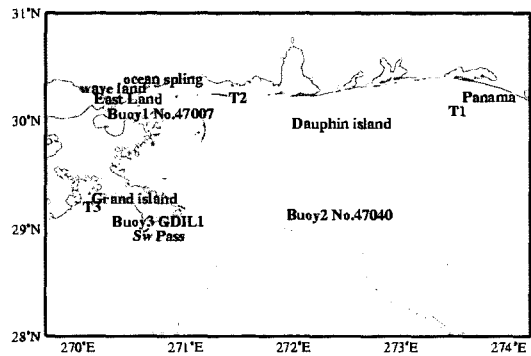 31°N
ocean spling
wave land
East Land
T2
Panama
T1
30°N
Buoy1 No.47007
Dauphin island
Grand island
T3
Buoy3 GDIL1
Buoy2 No.47040
29°N
Sw Pass
28°N
270°E
271°E
272°E
273°E
274°E